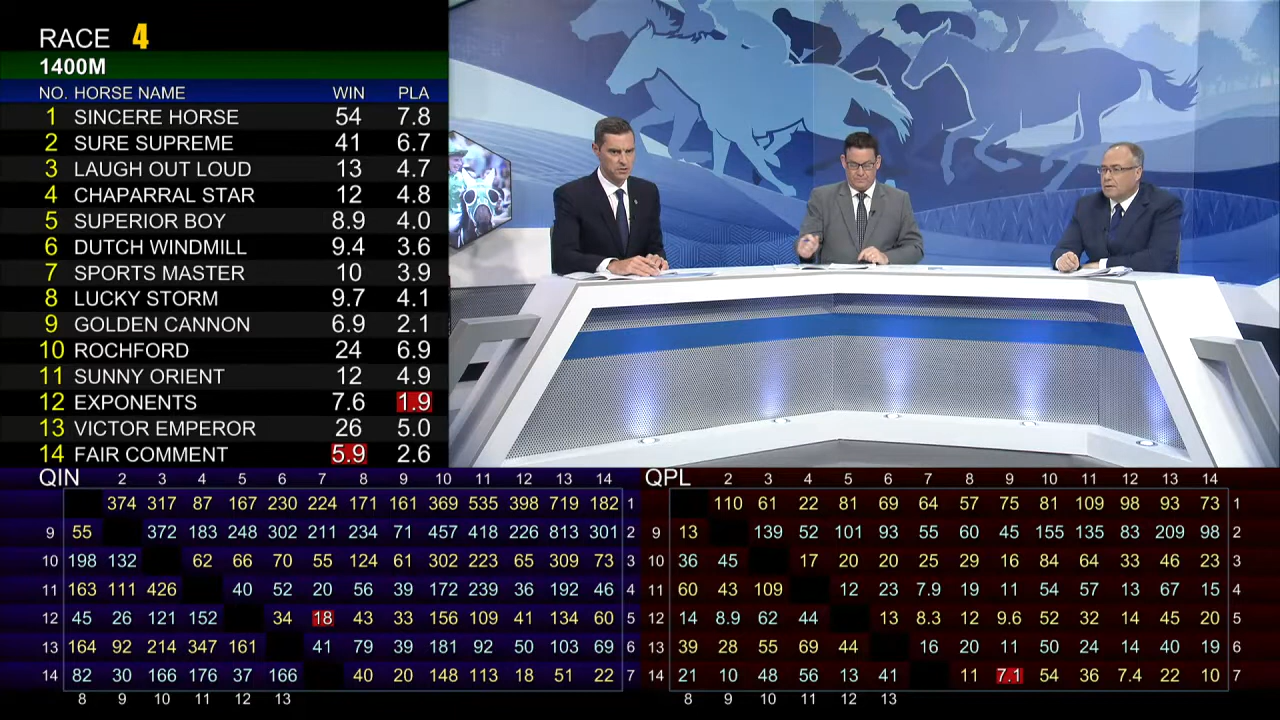 RACE 4
1400M
NO. HORSE NAME WIN PLA
1 SINCERE HORSE 54 7.8
2 SURE SUPREME 41 6.7
3 LAUGH OUT LOUD 13 4.7
4 CHAPARRAL STAR 12 4.8
5 SUPERIOR BOY 8.9 4.0
6 DUTCH WINDMILL 9.4 3.6
7 SPORTS MASTER 10 3.9
8 LUCKY STORM 9.7 4.1
9 GOLDEN CANNON 6.9 2.1
10 ROCHFORD 24 6.9
11 SUNNY ORIENT 12 4.9
12 EXPONENTS 7.6 1.9
13 VICTOR EMPEROR 26 5.0
14 FAIR COMMENT 5.9 2.6
QIN 2 3 4 5 6 7 8 9 10 11 12 13 14
374 317 87 167 230 224 171 161 369 535 398 719 182 1
9 55 372 183 248 302 211 234 71 457 418 226 813 301 2
10 198 132 62 66 70 55 124 61 302 223 65 309 73 3
11 163 111 426 40 52 20 56 39 172 239 36 192 46 4
12 45 26 121 152 34 18 43 33 156 109 41 134 60 5
13 164 92 214 347 161 41 79 39 181 92 50 103 69 6
14 82 30 166 176 37 166 40 20 148 113 18 51 22 7
8 9 10 11 12 13
QPL 2 3 4 5 6 7 8 9 10 11 12 13 14
110 61 22 81 69 64 57 75 81 109 98 93 73 1
9 13 139 52 101 93 55 60 45 155 135 83 209 98 2
10 36 45 17 20 20 25 29 16 84 64 33 46 23 3
11 60 43 109 12 23 7.9 19 11 54 57 13 67 15 4
12 14 8.9 62 44 13 8.3 12 9.6 52 32 14 45 20 5
13 39 28 55 69 44 16 20 11 50 24 14 40 19 6
14 21 10 48 56 13 41 11 7.1 54 36 7.4 22 10 7
8 9 10 11 12 13